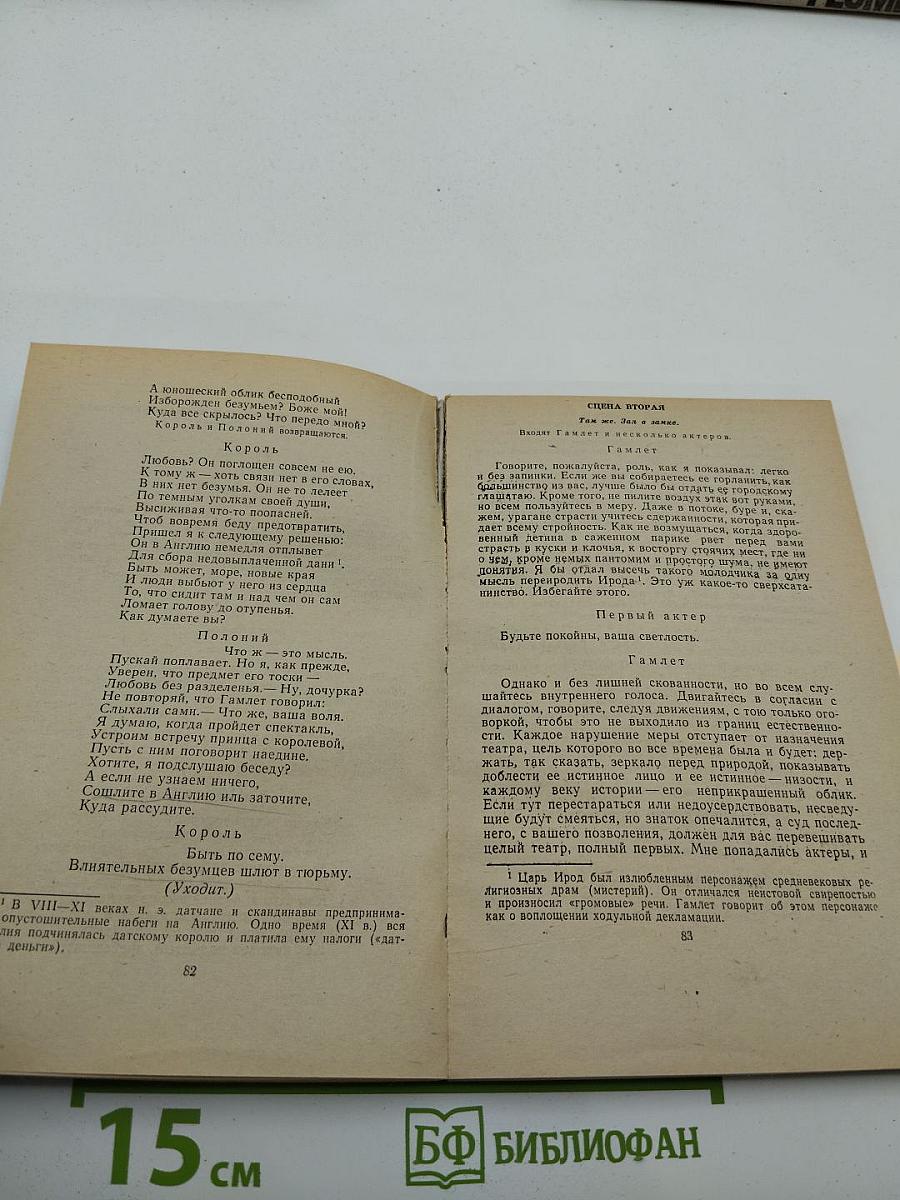 А юношеский облик бесподобный
Изборожден безумьем? Боже мой!
Куда все скрылось? Что передо мной?
Король и Полоний возвращаются.
Король
Любовь? Он поглощен совсем не ею,
К тому ж — хоть связи нет в его словах,
В них нет безумья. Он не то лелеет
По темным уголкам своей души,
Высиживая что-то поопасней.
Чтоб вовремя беду предотвратить,
Пришел я к следующему решенью:
Он в Англию немедля отплывет
Для сбора недовыплаченной дани ¹.
Быть может, море, новые края
И люди выбьют у него из сердца
То, что сидит там и над чем он сам
Ломает голову до отупенья.
Как думаете вы?
Полоний
Что ж — это мысль.
Пускай поплавает. Но я, как прежде,
Уверен, что предмет его тоски —
Любовь без разделенья.— Ну, дочурка?
Не повторяй, что Гамлет говорил:
Слыхали сами.— Что же, ваша воля.
Я думаю, когда пройдет спектакль,
Устроим встречу принца с королевой,
Пусть с ним поговорит наедине.
Хотите, я подслушаю беседу?
А если не узнаем ничего,
Сошлите в Англию иль заточите,
Куда рассудите.
Король
Быть по сему.
Влиятельных безумцев шлют в тюрьму.
(Уходит.)
¹ В VIII—XI веках н. э. датчане и скандинавы предпринима-
опустошительные набеги на Англию. Одно время (XI в.) вся
лия подчинялась датскому королю и платила ему налоги («дат-
деньги»).
82
СЦЕНА ВТОРАЯ
Там же. Зал в замке.
Входят Гамлет и несколько актеров.
Гамлет
Говорите, пожалуйста, роль, как я показывал: легко
и без запинки. Если же вы собираетесь ее горланить, как
большинство из вас, лучше было бы отдать ее городскому
глашатаю. Кроме того, не пилите воздух этак вот руками,
но всем пользуйтесь в меру. Даже в потоке, буре и, ска-
жем, урагане страсти учитесь сдержанности, которая при-
дает всему стройность. Как не возмущаться, когда здоро-
венный детина в саженном парике рвет перед вами
страсть в куски и клочья, к восторгу стоячих мест, где ни
о чем, кроме немых пантомим и простого шума, не имеют
понятия. Я бы отдал высечь такого молодчика за одну
мысль переиродить Ирода ¹. Это уж какое-то сверхсата-
нинство. Избегайте этого.
Первый актер
Будьте покойны, ваша светлость.
Гамлет
Однако и без лишней скованности, но во всем слу-
шайтесь внутреннего голоса. Двигайтесь в согласии с
диалогом, говорите, следуя движениям, с тою только ого-
воркой, чтобы это не выходило из границ естественно-
сти. Каждое нарушение меры отступает от назначения
театра, цель которого во все времена была и будет: дер-
жать, так сказать, зеркало перед природой, показывать
доблести ее истинное лицо и ее истинное — низости, и
каждому веку истории — его неприкрашенный облик.
Если тут перестараться или недоусердствовать, несведу-
щие будут смеяться, но знаток опечалится, а суд послед-
него, с вашего позволения, должен для вас перевешивать
целый театр, полный первых. Мне попадались актеры, и
¹ Царь Ирод был излюбленным персонажем средневековых ре-
лигиозных драм (мистерий). Он отличался неистовой свирепостью
и произносил «громовые» речи. Гамлет говорит об этом персонаже
как о воплощении ходульной декламации.
83
15 см
БФ БИБЛИОФАН